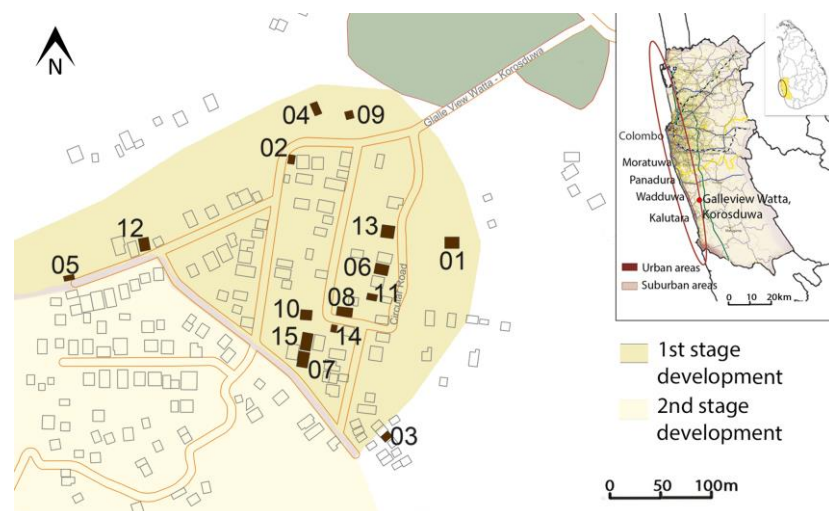 N
04
09
Glalle View Watta - Korosduwa
02
12
13
05
01
06
11
Circular Road
08
10
14
15
07
03
Colombo
Moratuwa
Panadura
Wadduwa
Kalutara
Galleview Watta,
Korosduwa
Urban areas
Suburban areas
0 10 20km
1st stage
development
2nd stage
development
0 50 100m